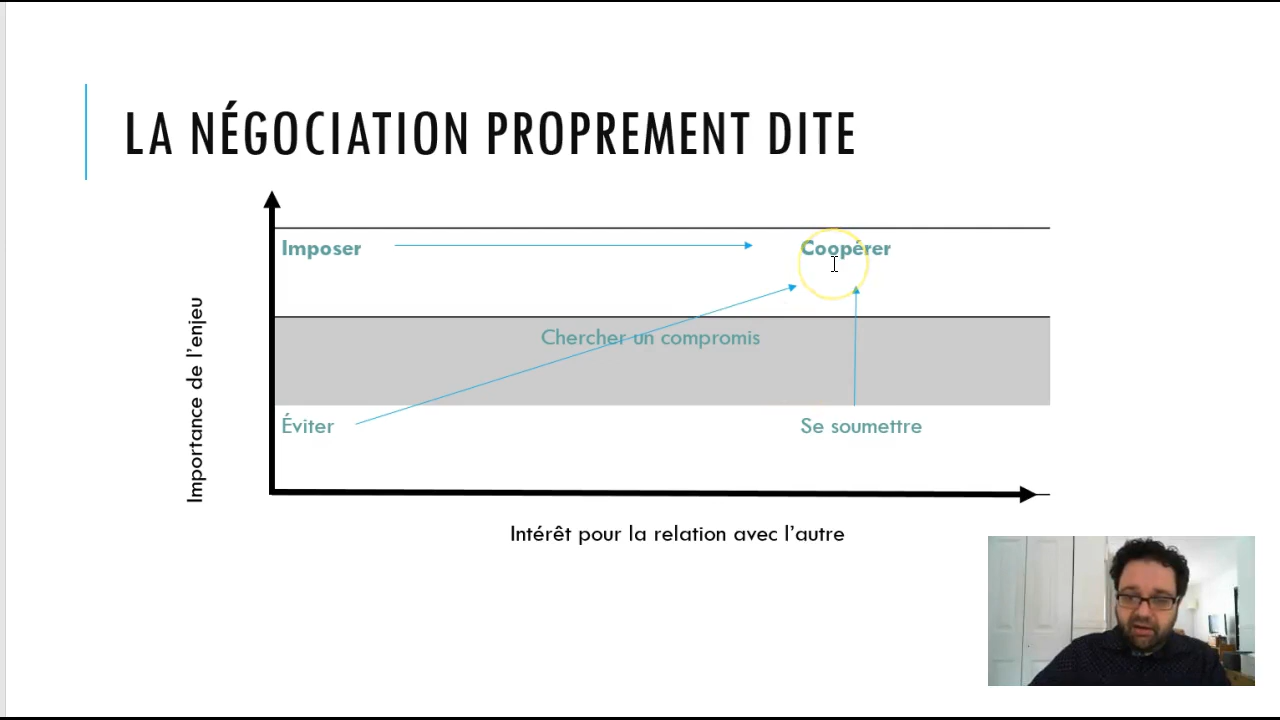 LA NÉGOCIATION PROPREMENT DITE
Imposer
Coopérer
Chercher un compromis
Éviter
Se soumettre
Importance de l'enjeu
Intérêt pour la relation avec l'autre